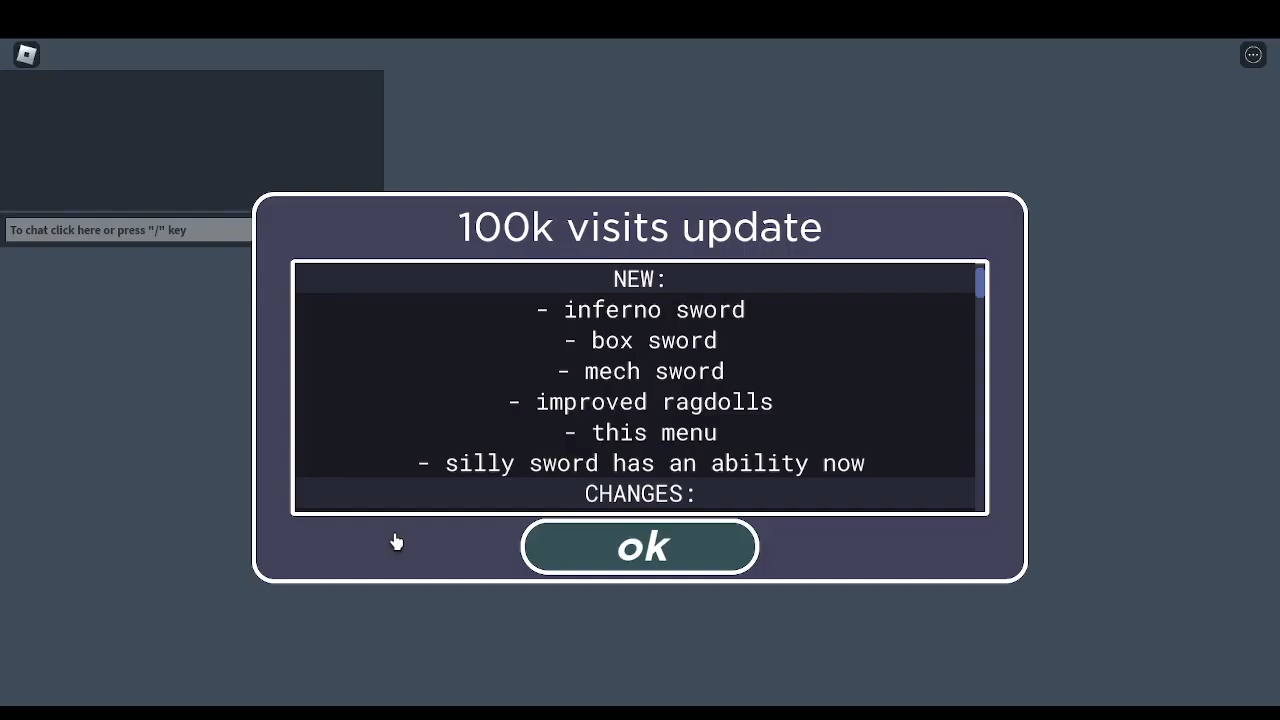 To chat click here or press "/" key
100k visits update
NEW:
- inferno sword
- box sword
- mech sword
- improved ragdolls
- this menu
- silly sword has an ability now
CHANGES:
ok